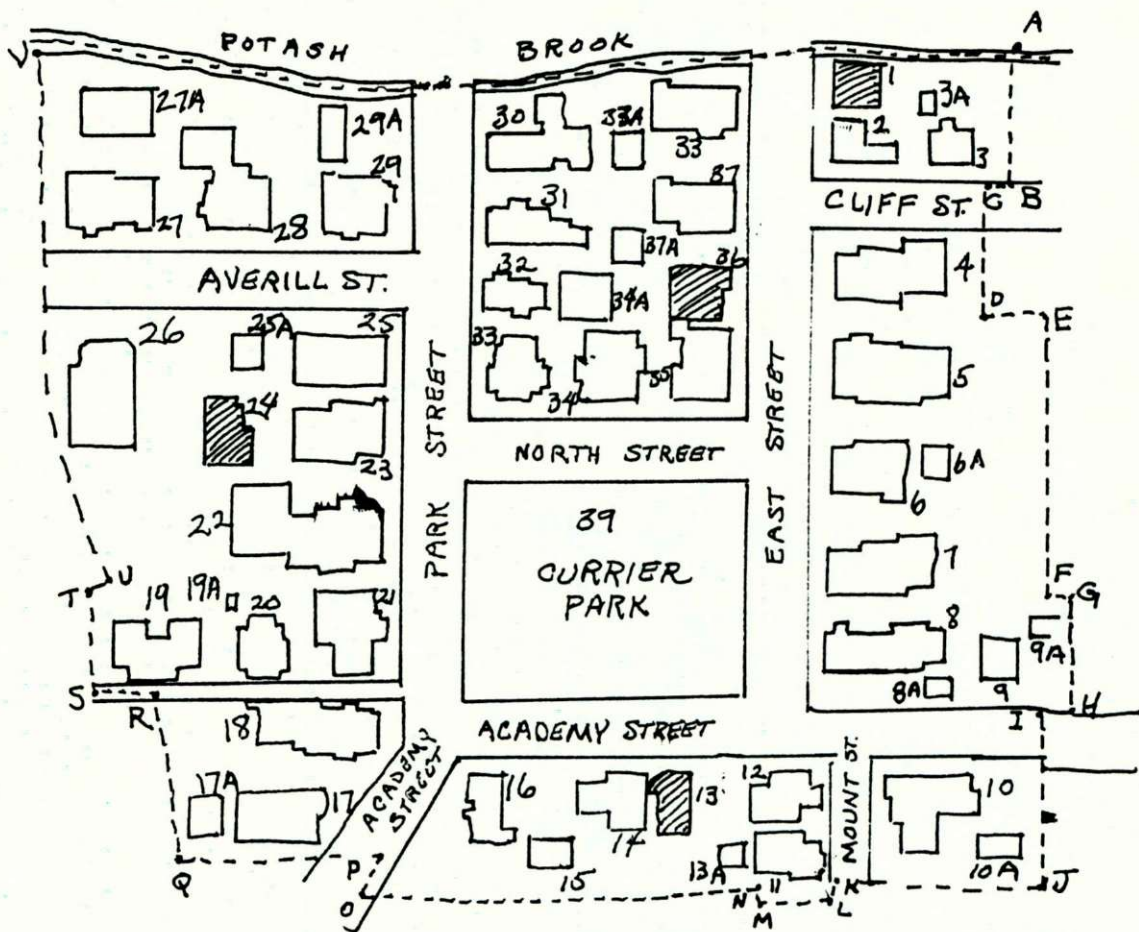 POTASH BROOK
A
V
27A
29A
30
33A
33
1
3A
2
3
27
28
29
31
37
37A
CLIFF ST.
C
B
AVERILL ST.
32
34A
36
4
D
E
26
25A
25
33
34
35
5
24
23
PARK STREET
NORTH STREET
EAST STREET
6A
6
22
39
CURRIER
PARK
7
U
T
F
G
19
19A
20
21
8
9A
8A
9
S
R
H
I
18
ACADEMY STREET
ACADEMY
STREET
17A
17
16
15
14
13
12
MOUNT ST.
10
10A
13A
11
Q
P
O
N
M
K
L
J